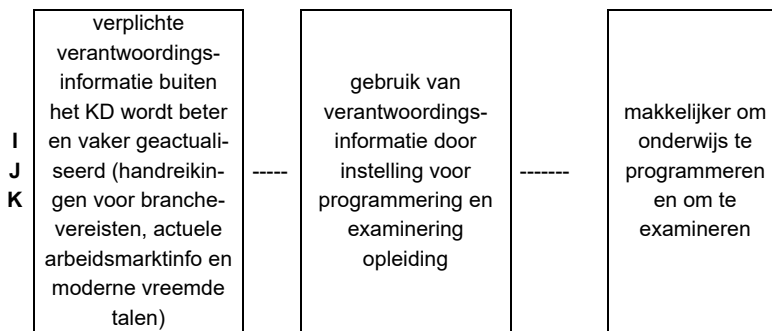 verplichte
verantwoordings-
informatie buiten
het KD wordt beter
en vaker geactuali-
seerd (handreikin-
gen voor branche-
vereisten, actuele
arbeidsmarktinfo en
moderne vreemde
talen)
I
J
K
-----
gebruik van
verantwoordings-
informatie door
instelling voor
programmering en
examinering
opleiding
-------
makkelijker om
onderwijs te
programmeren
en om te
examineren